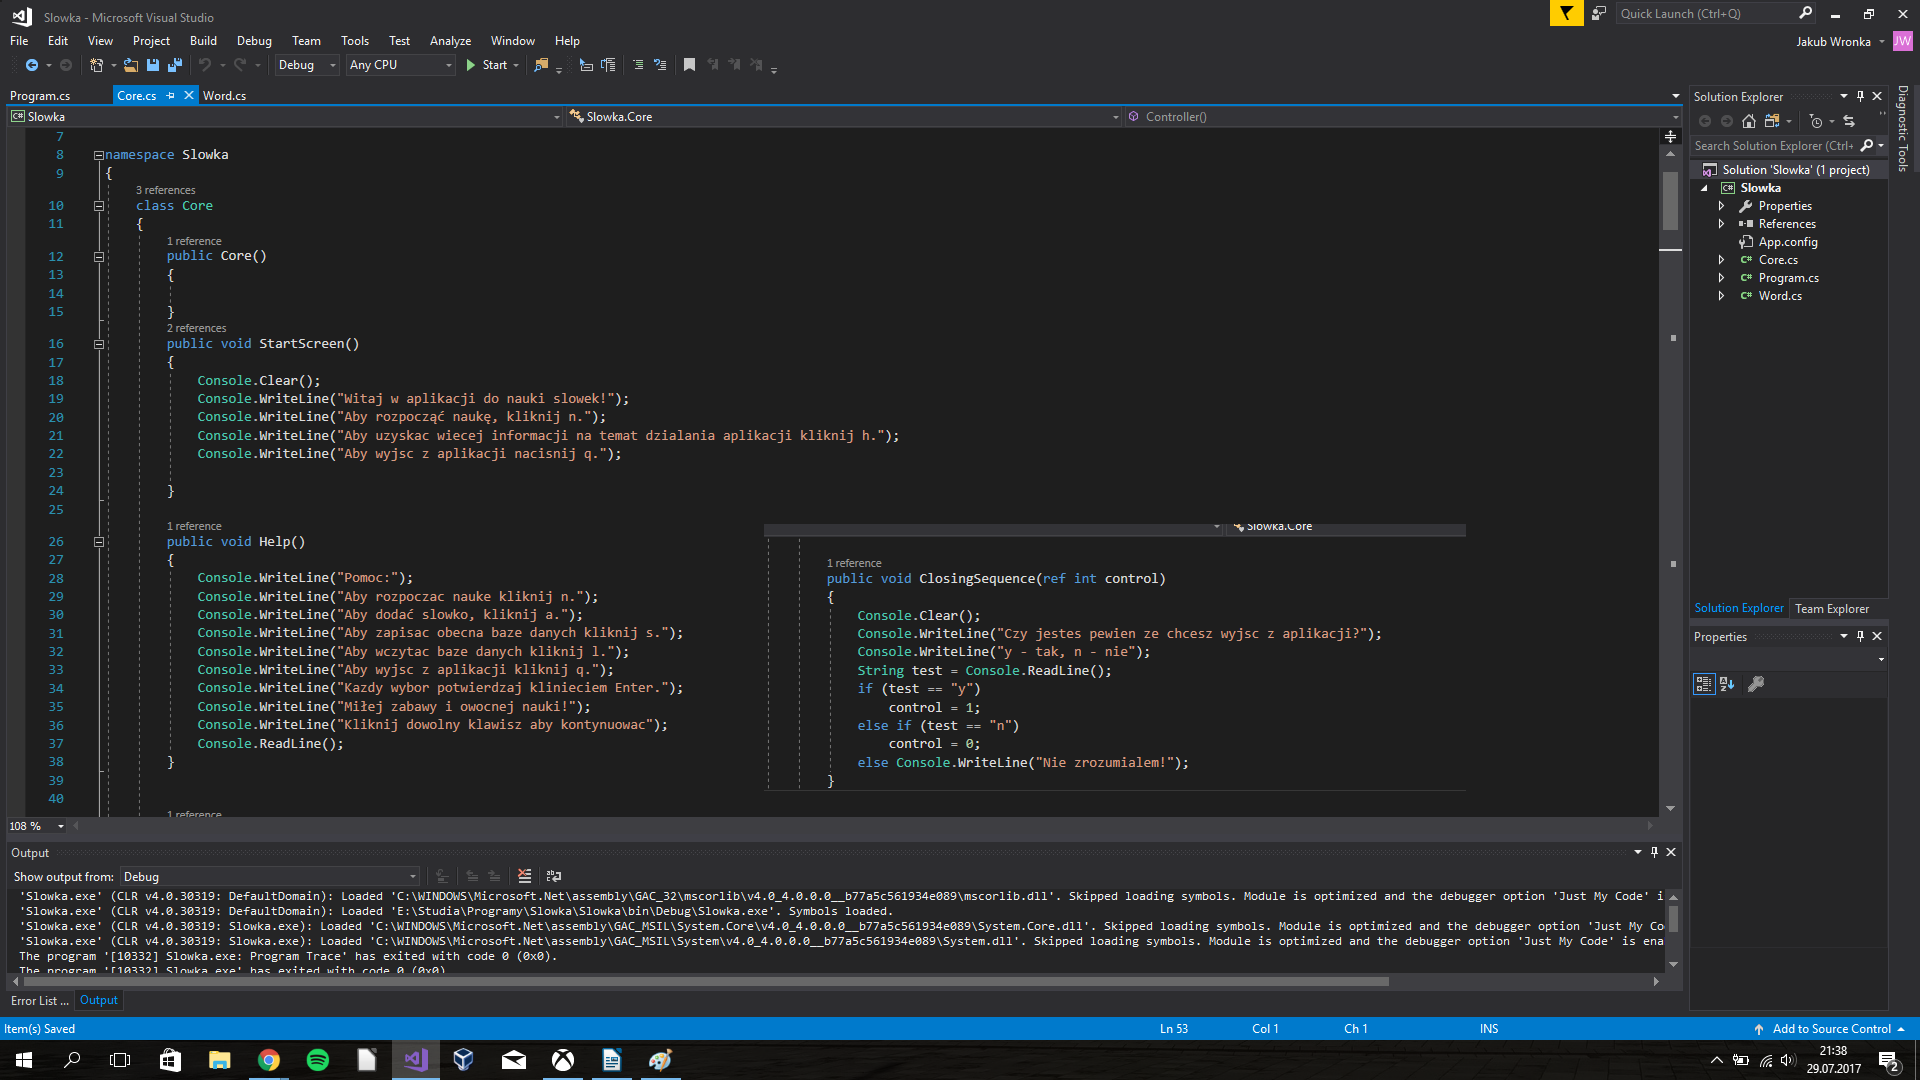 Slowka - Microsoft Visual Studio
Quick Launch (Ctrl+Q)
File Edit View Project Build Debug Team Tools Test Analyze Window Help
Jakub Wronka JW
Debug Any CPU Start
Program.cs Core.cs Word.cs
Slowka Slowka.Core Controller()
7
8 namespace Slowka
9 {
3 references
10 class Core
11 {
1 reference
12 public Core()
13 {
14
15 }
2 references
16 public void StartScreen()
17 {
18 Console.Clear();
19 Console.WriteLine("Witaj w aplikacji do nauki slowek!");
20 Console.WriteLine("Aby rozpocząć naukę, kliknij n.");
21 Console.WriteLine("Aby uzyskac wiecej informacji na temat dzialania aplikacji kliknij h.");
22 Console.WriteLine("Aby wyjsc z aplikacji nacisnij q.");
23
24 }
25
1 reference
26 public void Help()
27 {
28 Console.WriteLine("Pomoc:");
29 Console.WriteLine("Aby rozpoczac nauke kliknij n.");
30 Console.WriteLine("Aby dodać slowko, kliknij a.");
31 Console.WriteLine("Aby zapisac obecna baze danych kliknij s.");
32 Console.WriteLine("Aby wczytac baze danych kliknij l.");
33 Console.WriteLine("Aby wyjsc z aplikacji kliknij q.");
34 Console.WriteLine("Kazdy wybor potwierdzaj klinieciem Enter.");
35 Console.WriteLine("Miłej zabawy i owocnej nauki!");
36 Console.WriteLine("Kliknij dowolny klawisz aby kontynuowac");
37 Console.ReadLine();
38 }
39
40
1 reference
Slowka.Core
1 reference
public void ClosingSequence(ref int control)
{
Console.Clear();
Console.WriteLine("Czy jestes pewien ze chcesz wyjsc z aplikacji?");
Console.WriteLine("y - tak, n - nie");
String test = Console.ReadLine();
if (test == "y")
control = 1;
else if (test == "n")
control = 0;
else Console.WriteLine("Nie zrozumialem!");
}
108 %
Solution Explorer
Search Solution Explorer (Ctrl+
Solution 'Slowka' (1 project)
Slowka
Properties
References
App.config
Core.cs
Program.cs
Word.cs
Solution Explorer Team Explorer
Properties
Diagnostic Tools
Output
Show output from: Debug
'Slowka.exe' (CLR v4.0.30319: DefaultDomain): Loaded 'C:\WINDOWS\Microsoft.Net\assembly\GAC_32\mscorlib\v4.0_4.0.0.0__b77a5c561934e089\mscorlib.dll'. Skipped loading symbols. Module is optimized and the debugger option 'Just My Code' i
'Slowka.exe' (CLR v4.0.30319: DefaultDomain): Loaded 'E:\Studia\Programy\Slowka\Slowka\bin\Debug\Slowka.exe'. Symbols loaded.
'Slowka.exe' (CLR v4.0.30319: Slowka.exe): Loaded 'C:\WINDOWS\Microsoft.Net\assembly\GAC_MSIL\System.Core\v4.0_4.0.0.0__b77a5c561934e089\System.Core.dll'. Skipped loading symbols. Module is optimized and the debugger option 'Just My Co
'Slowka.exe' (CLR v4.0.30319: Slowka.exe): Loaded 'C:\WINDOWS\Microsoft.Net\assembly\GAC_MSIL\System\v4.0_4.0.0.0__b77a5c561934e089\System.dll'. Skipped loading symbols. Module is optimized and the debugger option 'Just My Code' is ena
The program '[10332] Slowka.exe: Program Trace' has exited with code 0 (0x0).
The program '[10332] Slowka.exe' has exited with code 0 (0x0)
Error List ... Output
Item(s) Saved Ln 53 Col 1 Ch 1 INS Add to Source Control
21:38
29.07.2017
2